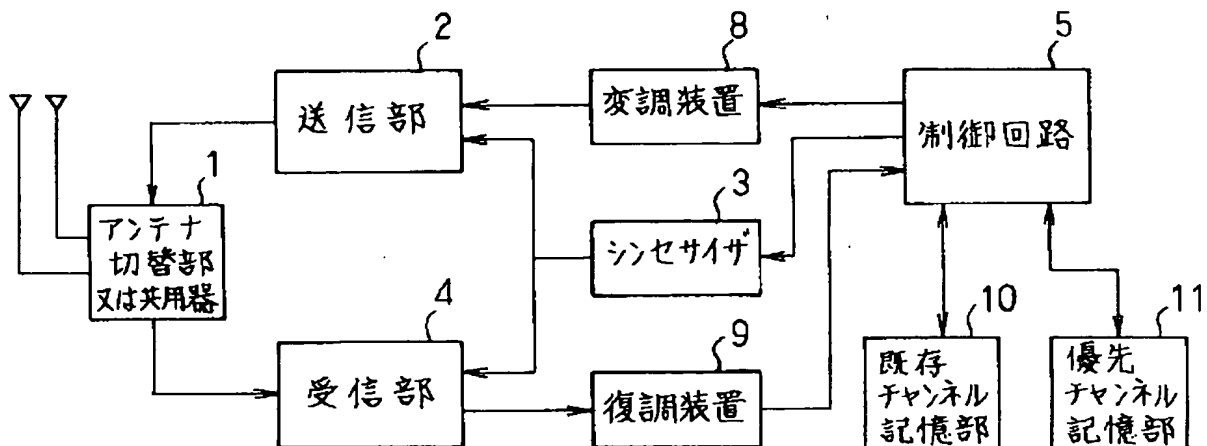 2
送信部
8
変調装置
5
制御回路
1
アンテナ
切替部
又は共用器
3
シンセサイザ
4
受信部
9
復調装置
10
既存
チャンネル
記憶部
11
優先
チャンネル
記憶部